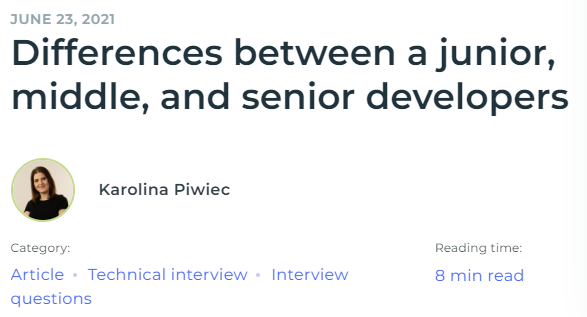 JUNE 23, 2021
Differences between a junior,
middle, and senior developers
Karolina Piwiec
Category:
Reading time:
Article • Technical interview • Interview
questions
8 min read